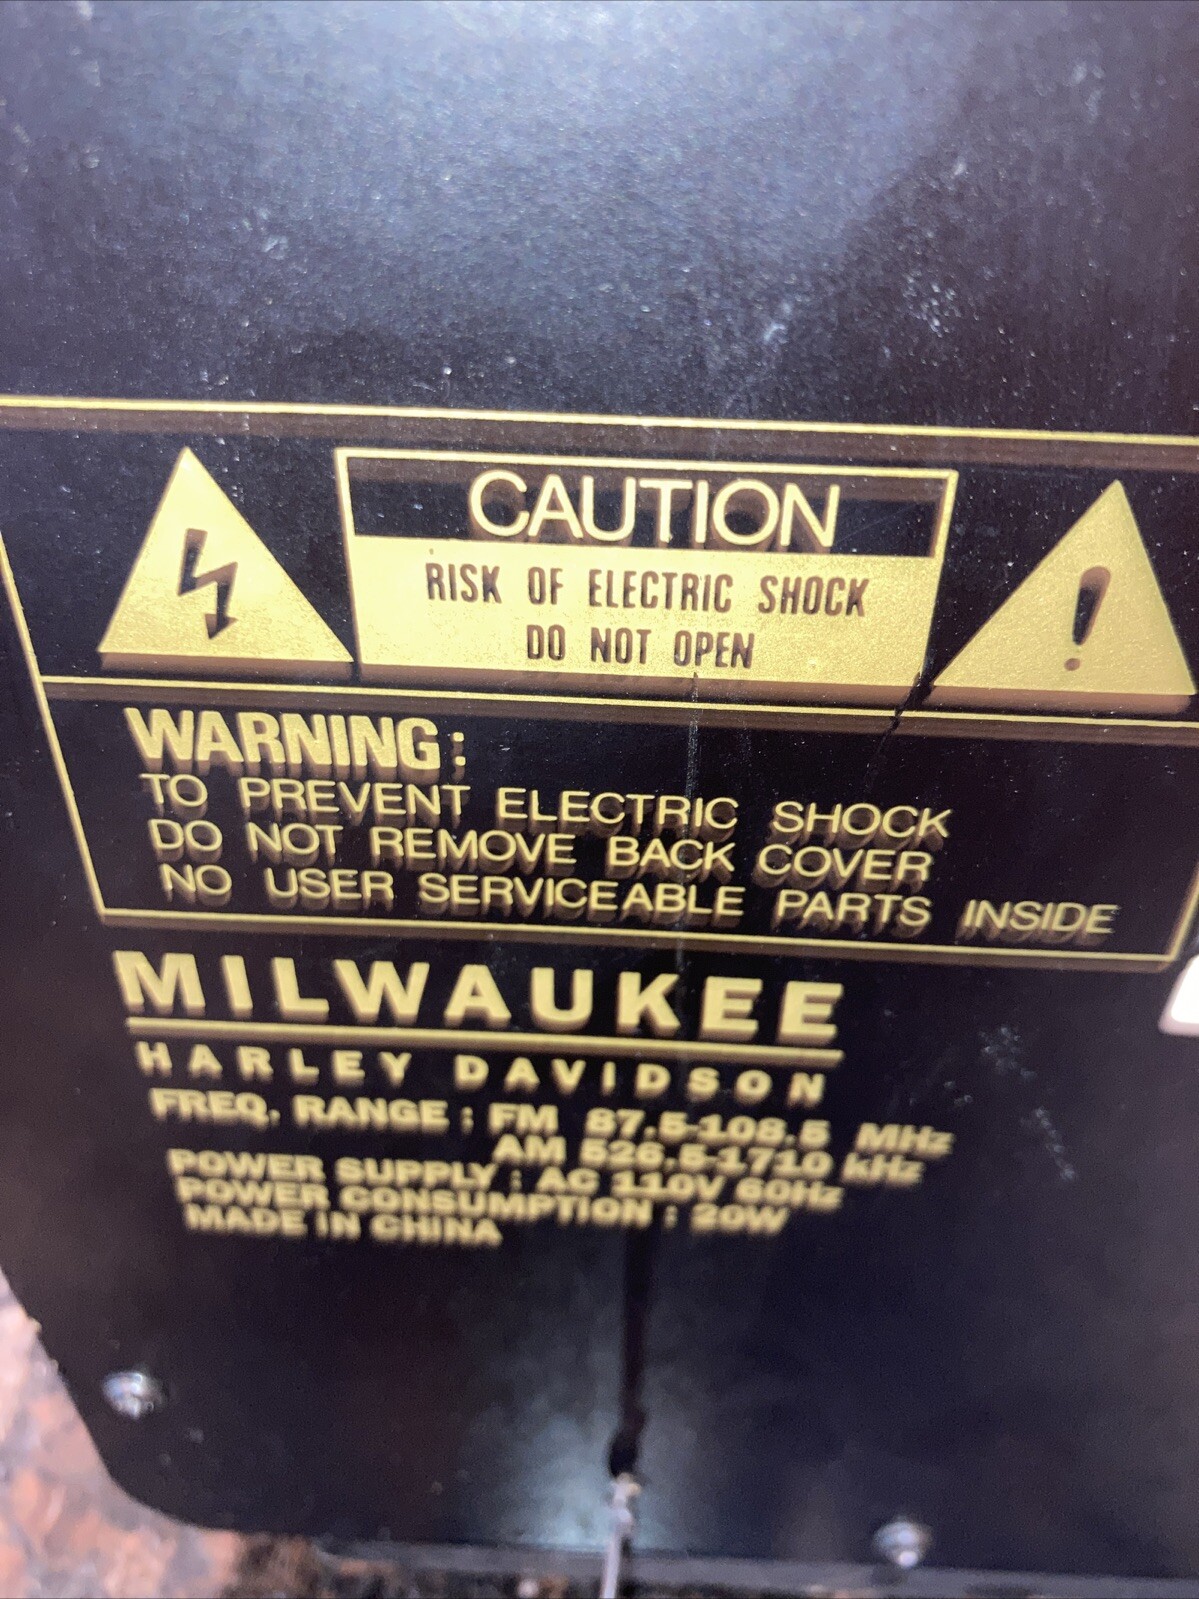 CAUTION
RISK OF ELECTRIC SHOCK
DO NOT OPEN
WARNING:
TO PREVENT ELECTRIC SHOCK
DO NOT REMOVE BACK COVER
NO USER SERVICEABLE PARTS INSIDE
MILWAUKEE
HARLEY DAVIDSON
FREQ. RANGE : FM 87.5-108.5 MHz
AM 526.5-1710 kHz
POWER SUPPLY : AC 110V 60Hz
POWER CONSUMPTION : 20W
MADE IN CHINA